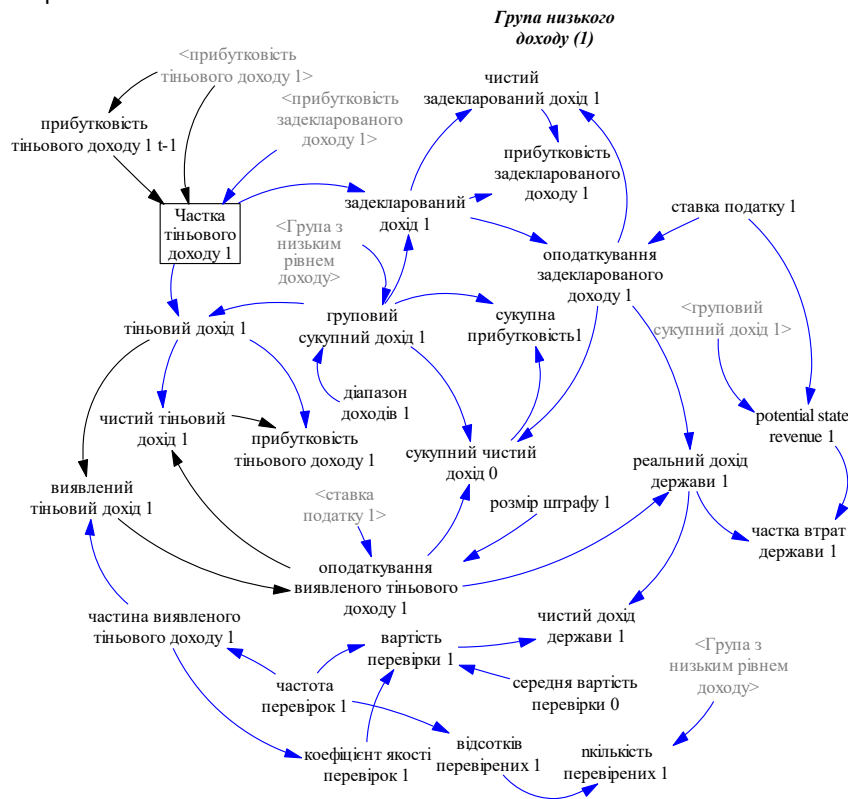 Група низького
доходу (1)
<прибутковість
тіньового доходу 1>
чистий
задекларований дохід 1
<прибутковість
задекларованого
доходу 1>
прибутковість
тіньового доходу 1 t-1
прибутковість
задекларованого
доходу 1
Частка
тіньового
доходу 1
задекларований
дохід 1
ставка податку 1
<Група з
низьким
рівнем
доходу>
оподаткування
задекларованого
доходу 1
тіньовий дохід 1
груповий
сукупний дохід 1
сукупна
прибутковість1
<груповий
сукупний дохід 1>
діапазон
доходів 1
чистий тіньовий
дохід 1
прибутковість
тіньового доходу 1
potential state
revenue 1
сукупний чистий
дохід 0
реальний дохід
держави 1
виявлений
тіньовий дохід 1
<ставка
податку 1>
розмір штрафу 1
частка втрат
держави 1
оподаткування
виявленого тіньового
доходу 1
частина виявленого
тіньового доходу 1
вартість
перевірки 1
чистий дохід
держави 1
<Група з
низьким рівнем
доходу>
частота
перевірок 1
середня вартість
перевірки 0
коефіцієнт якості
перевірок 1
відсотків
перевірених 1
пкількість
перевірених 1